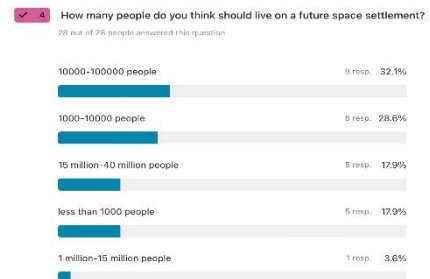 4 How many people do you think should live on a future space settlement?
28 out of 28 people answered this question
10000-100000 people 9 resp. 32.1%
1000-10000 people 8 resp. 28.6%
15 million-40 million people 5 resp. 17.9%
less than 1000 people 5 resp. 17.9%
1 million-15 million people 1 resp. 3.6%